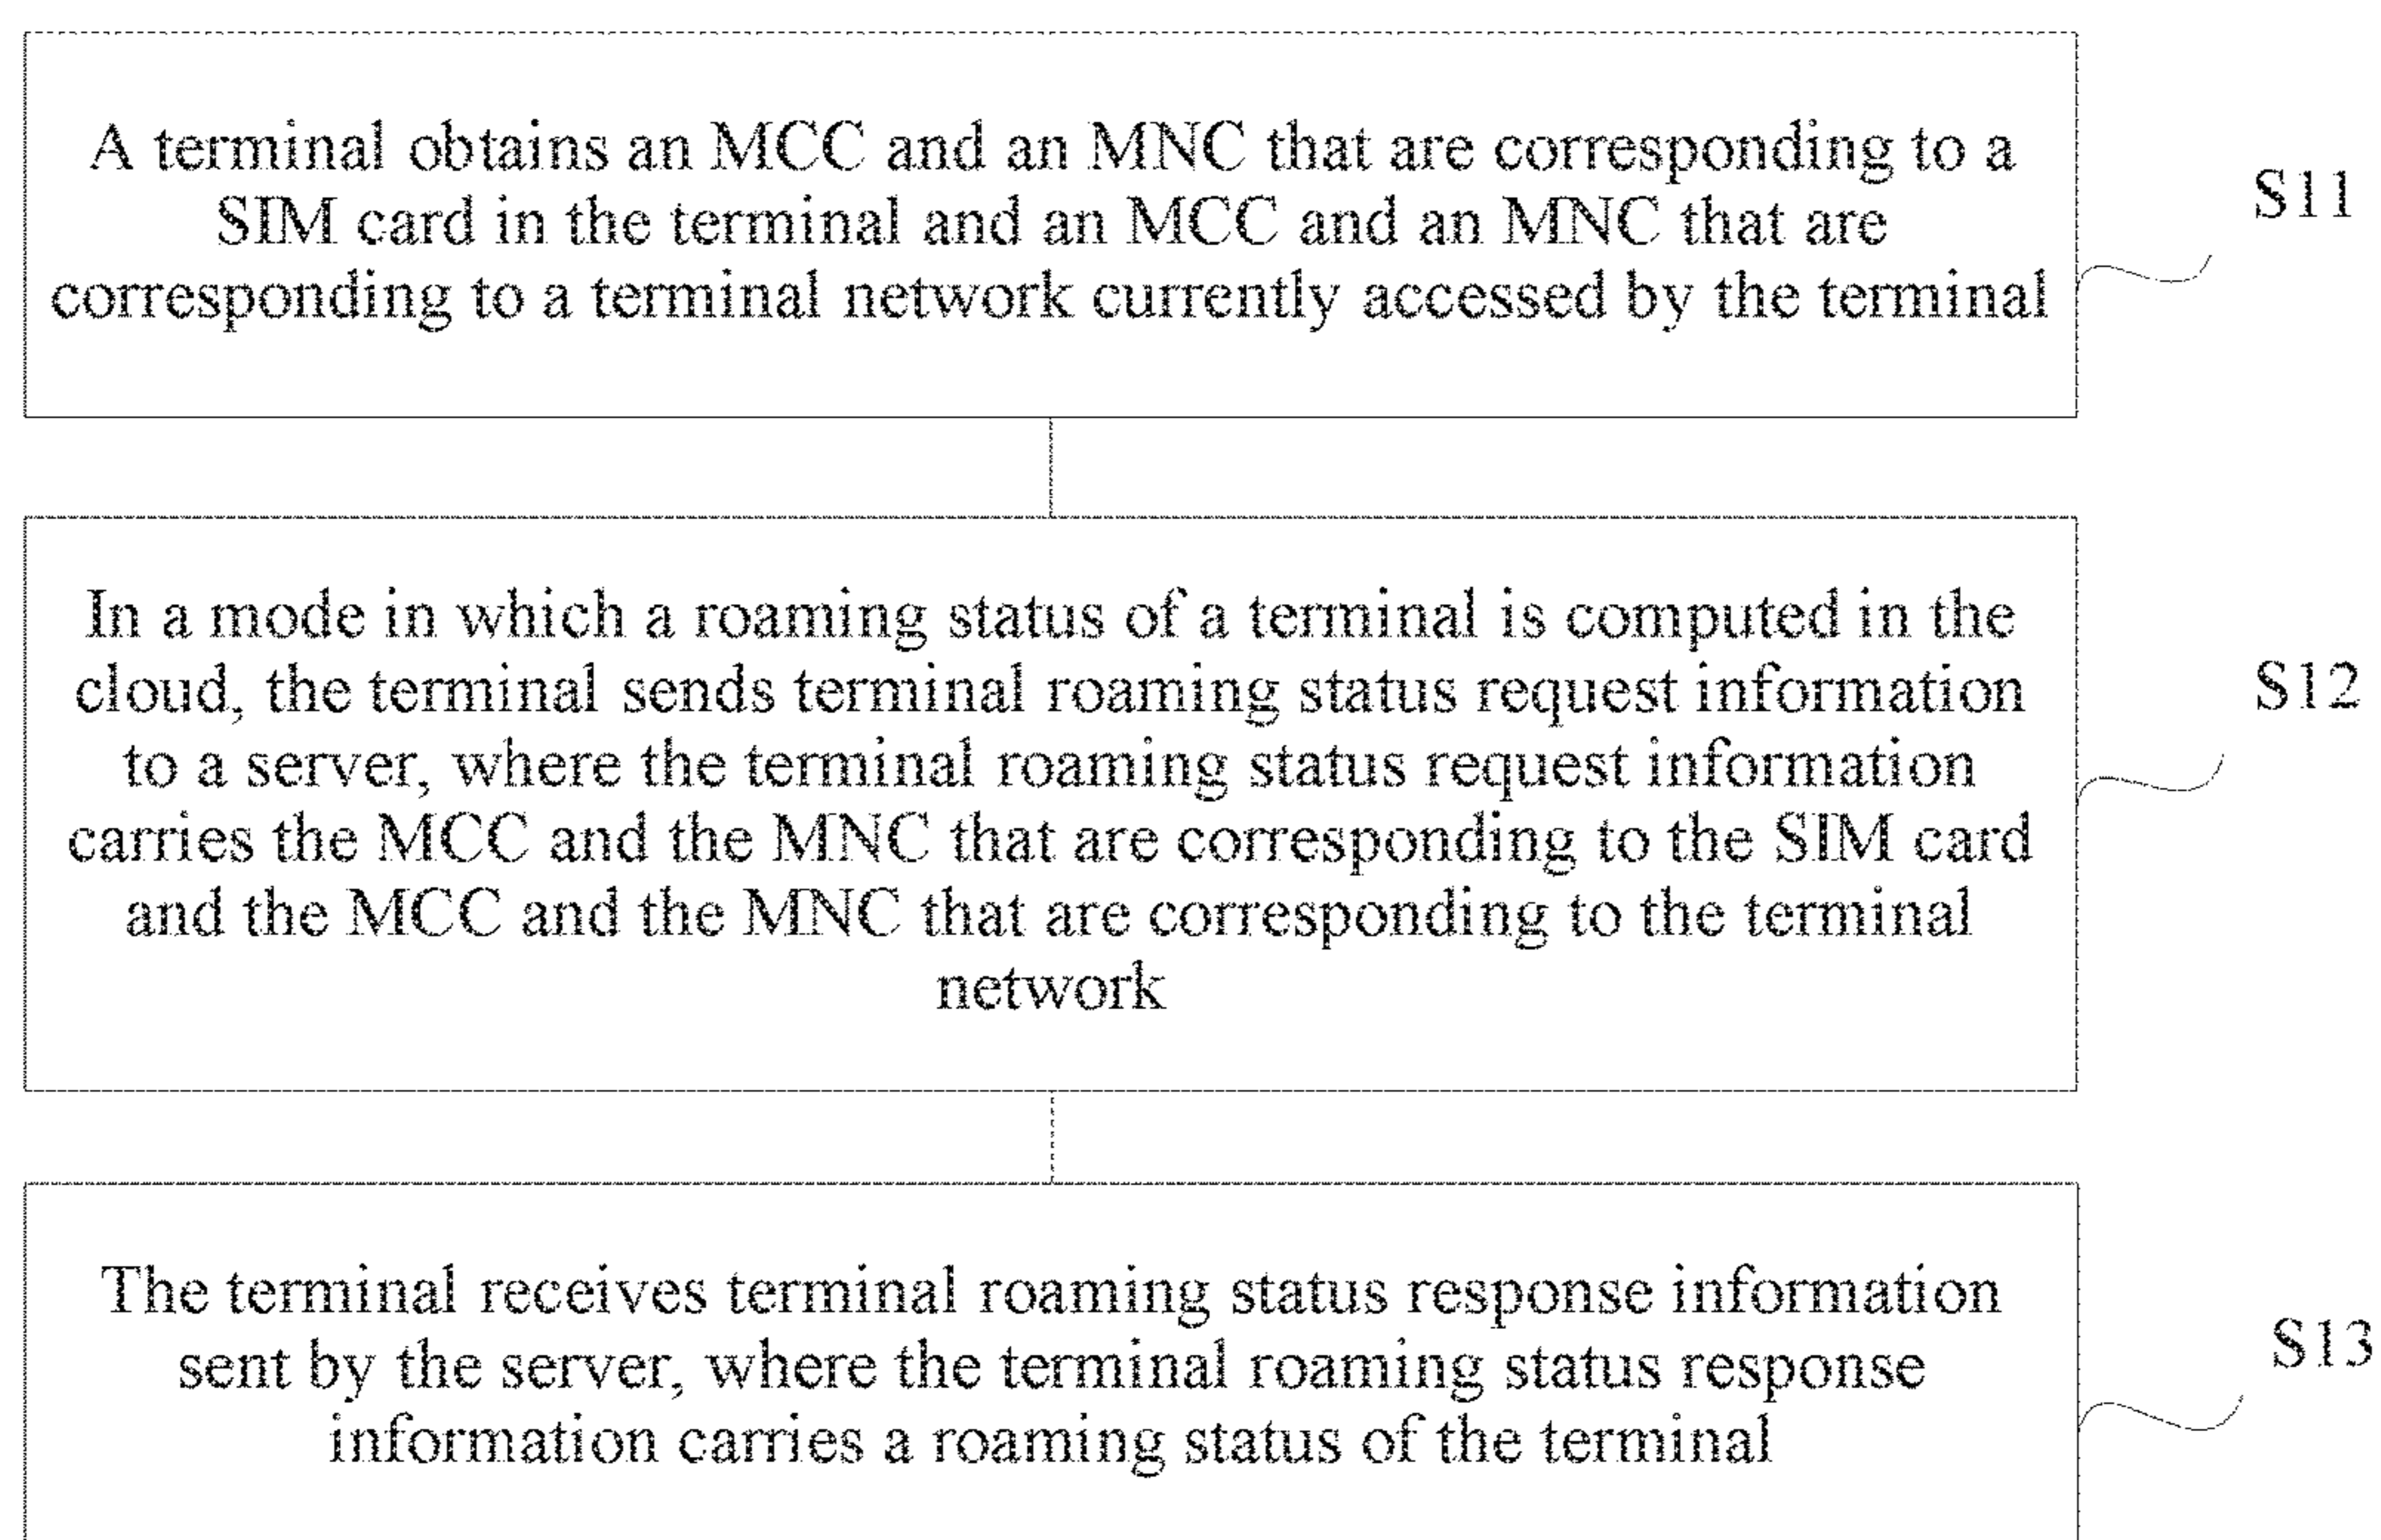 A terminal obtains an MCC and an MNC that are corresponding to a
SIM card in the terminal and an MCC and an MNC that are
corresponding to a terminal network currently accessed by the terminal
S11
In a mode in which a roaming status of a terminal is computed in the
cloud, the terminal sends terminal roaming status request information
to a server, where the terminal roaming status request information
carries the MCC and the MNC that are corresponding to the SIM card
and the MCC and the MNC that are corresponding to the terminal
network
S12
The terminal receives terminal roaming status response information
sent by the server, where the terminal roaming status response
information carries a roaming status of the terminal
S13